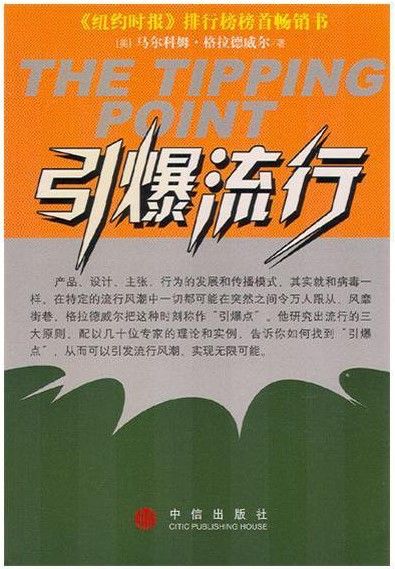 《纽约时报》排行榜榜首畅销书
[美] 马尔科姆·格拉德威尔 著
THE TIPPING
POINT
引爆流行
产品、设计、主张、行为的发展和传播模式，其实就和病毒一
样，在特定的流行风潮中一切都可能在突然之间令万人跟从，风靡
街巷，格拉德威尔把这种时刻称作“引爆点”。他研究出流行的三
大原则，配以几十位专家的理论和实例，告诉你如何找到“引爆
点”，从而可以引发流行风潮，实现无限可能。
中信出版社
CITIC PUBLISHING HOUSE